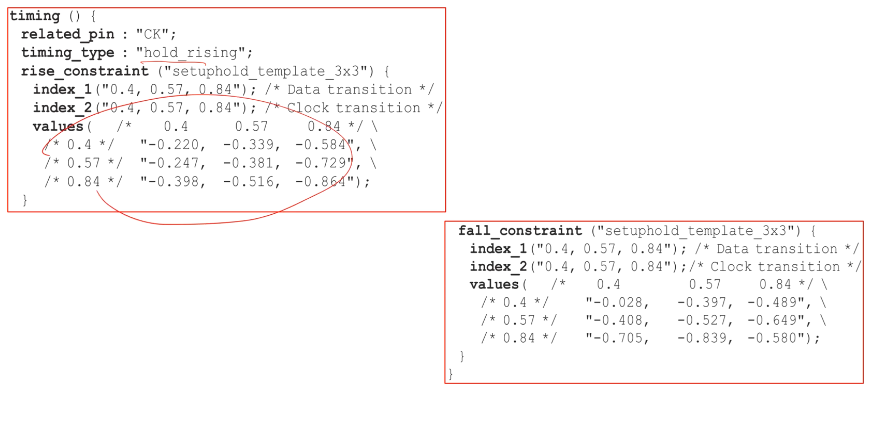 timing () {
related_pin : "CK";
timing_type : "hold_rising";
rise_constraint ("setuphold_template_3x3") {
index_1("0.4, 0.57, 0.84"); /* Data transition */
index_2("0.4, 0.57, 0.84"); /* Clock transition */
values( /* 0.4 0.57 0.84 */ \
/* 0.4 */ "-0.220, -0.339, -0.584", \
/* 0.57 */ "-0.247, -0.381, -0.729", \
/* 0.84 */ "-0.398, -0.516, -0.864");
}
fall_constraint ("setuphold_template_3x3") {
index_1("0.4, 0.57, 0.84"); /* Data transition */
index_2("0.4, 0.57, 0.84");/* Clock transition */
values( /* 0.4 0.57 0.84 */ \
/* 0.4 */ "-0.028, -0.397, -0.489", \
/* 0.57 */ "-0.408, -0.527, -0.649", \
/* 0.84 */ "-0.705, -0.839, -0.580");
}
}